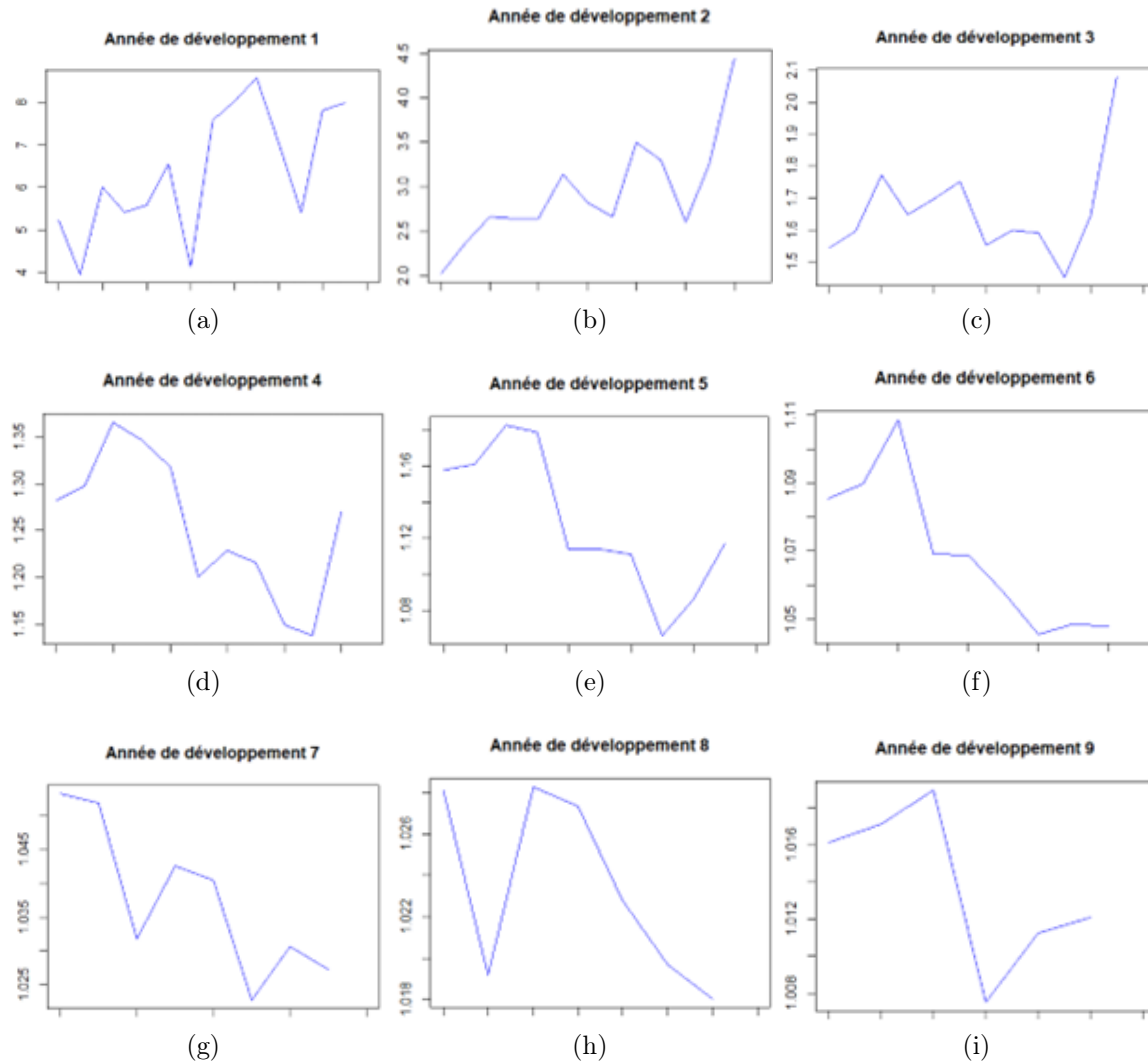 Année de développement 1
8
7
6
5
4
(a)
Année de développement 2
4.5
4.0
3.5
3.0
2.5
2.0
(b)
Année de développement 3
2.1
2.0
1.9
1.8
1.7
1.6
1.5
(c)
Année de développement 4
1.35
1.30
1.25
1.20
1.15
(d)
Année de développement 5
1.16
1.12
1.08
(e)
Année de développement 6
1.11
1.09
1.07
1.05
(f)
Année de développement 7
1.045
1.035
1.025
(g)
Année de développement 8
1.026
1.022
1.018
(h)
Année de développement 9
1.016
1.012
1.008
(i)